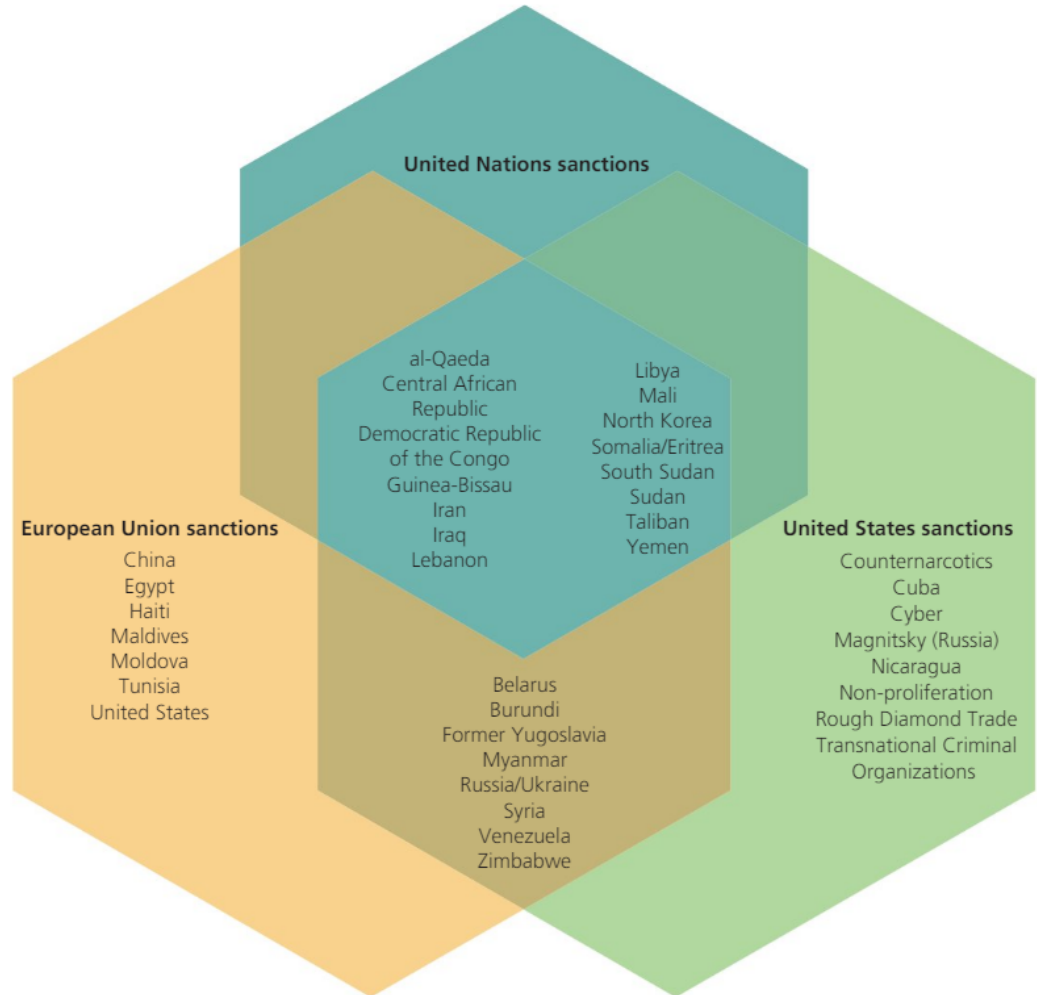 United Nations sanctions
al-Qaeda
Central African
Republic
Democratic Republic
of the Congo
Guinea-Bissau
Iran
Iraq
Lebanon
Libya
Mali
North Korea
Somalia/Eritrea
South Sudan
Sudan
Taliban
Yemen
European Union sanctions
China
Egypt
Haiti
Maldives
Moldova
Tunisia
United States
United States sanctions
Counternarcotics
Cuba
Cyber
Magnitsky (Russia)
Nicaragua
Non-proliferation
Rough Diamond Trade
Transnational Criminal
Organizations
Belarus
Burundi
Former Yugoslavia
Myanmar
Russia/Ukraine
Syria
Venezuela
Zimbabwe